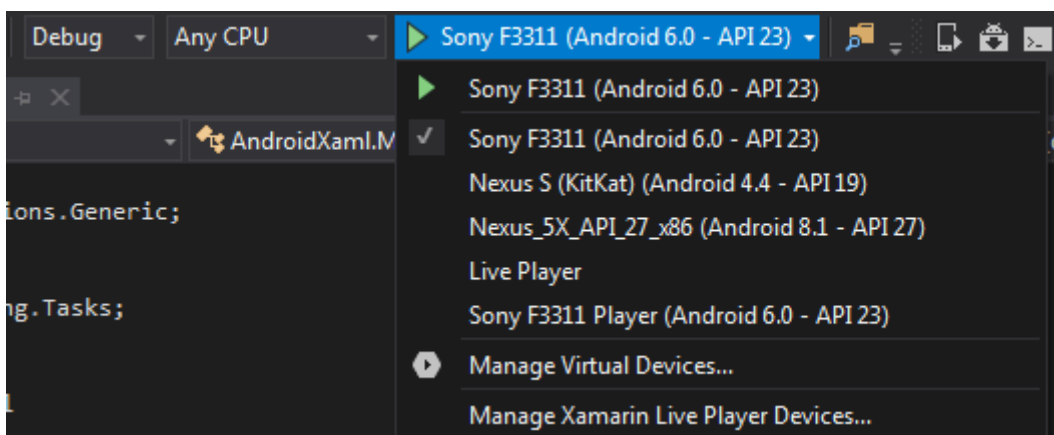 Debug Any CPU Sony F3311 (Android 6.0 - API 23)
Sony F3311 (Android 6.0 - API 23)
AndroidXaml.M
Sony F3311 (Android 6.0 - API 23)
Nexus S (KitKat) (Android 4.4 - API 19)
ions.Generic;
Nexus_5X_API_27_x86 (Android 8.1 - API 27)
Live Player
ng.Tasks;
Sony F3311 Player (Android 6.0 - API 23)
Manage Virtual Devices...
Manage Xamarin Live Player Devices...